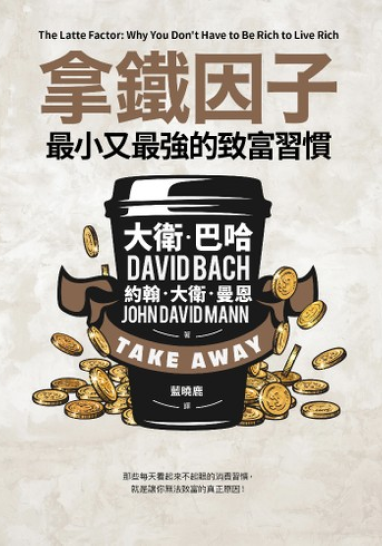 The Latte Factor: Why You Don't Have to Be Rich to Live Rich
拿鐵因子
最小又最強的致富習慣
大衛·巴哈
DAVID BACH
約翰·大衛·曼恩
JOHN DAVID MANN
著
TAKE AWAY
藍曉鹿
譯
那些每天看起來不起眼的消費習慣，
就是讓你無法致富的真正原因！